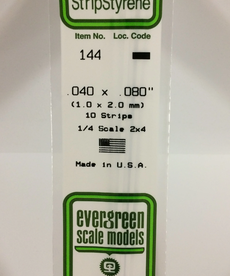 StripStyrene
Item No. Loc. Code
144
.040 x .080"
(1.0 x 2.0 mm)
10 Strips
1/4 Scale 2x4
Made in U.S.A.
evergreen
scale models